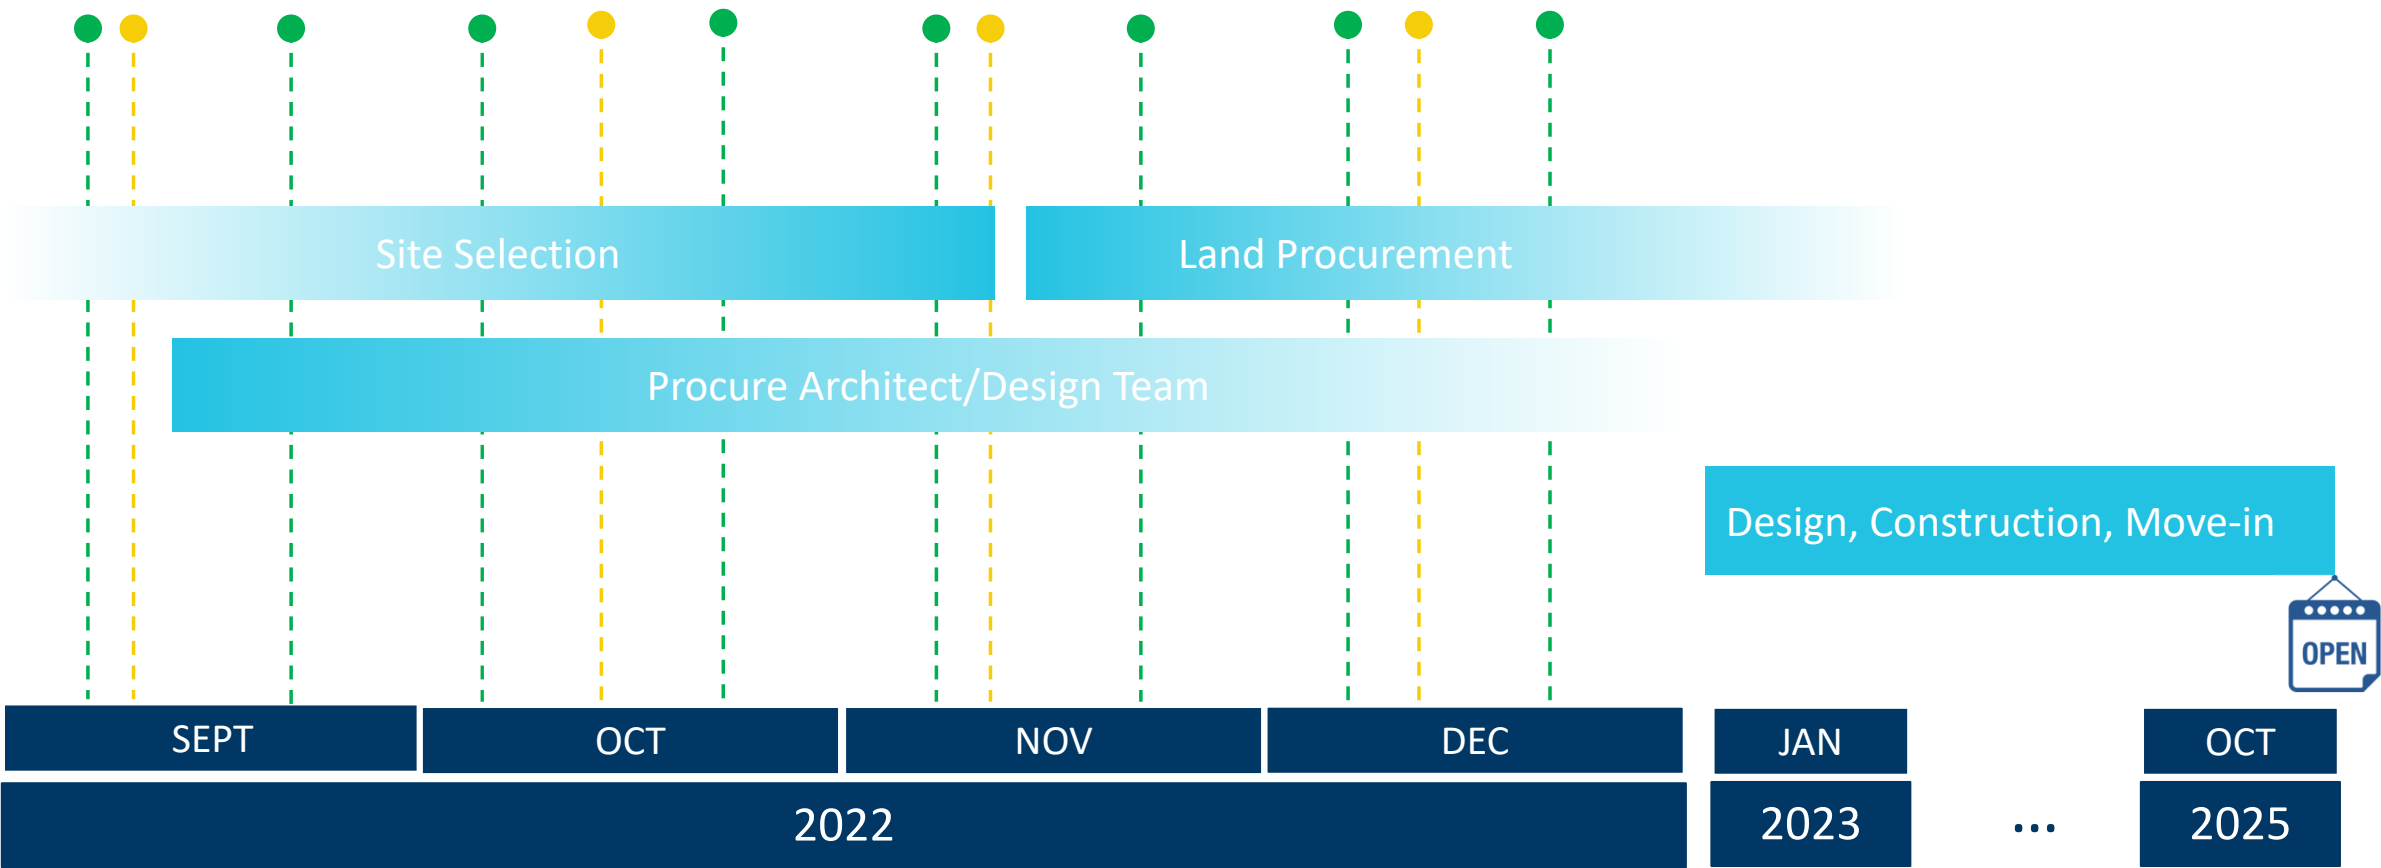 Site Selection
Land Procurement
Procure Architect/Design Team
Design, Construction, Move-in
OPEN
SEPT
OCT
NOV
DEC
JAN
OCT
2022
2023
...
2025